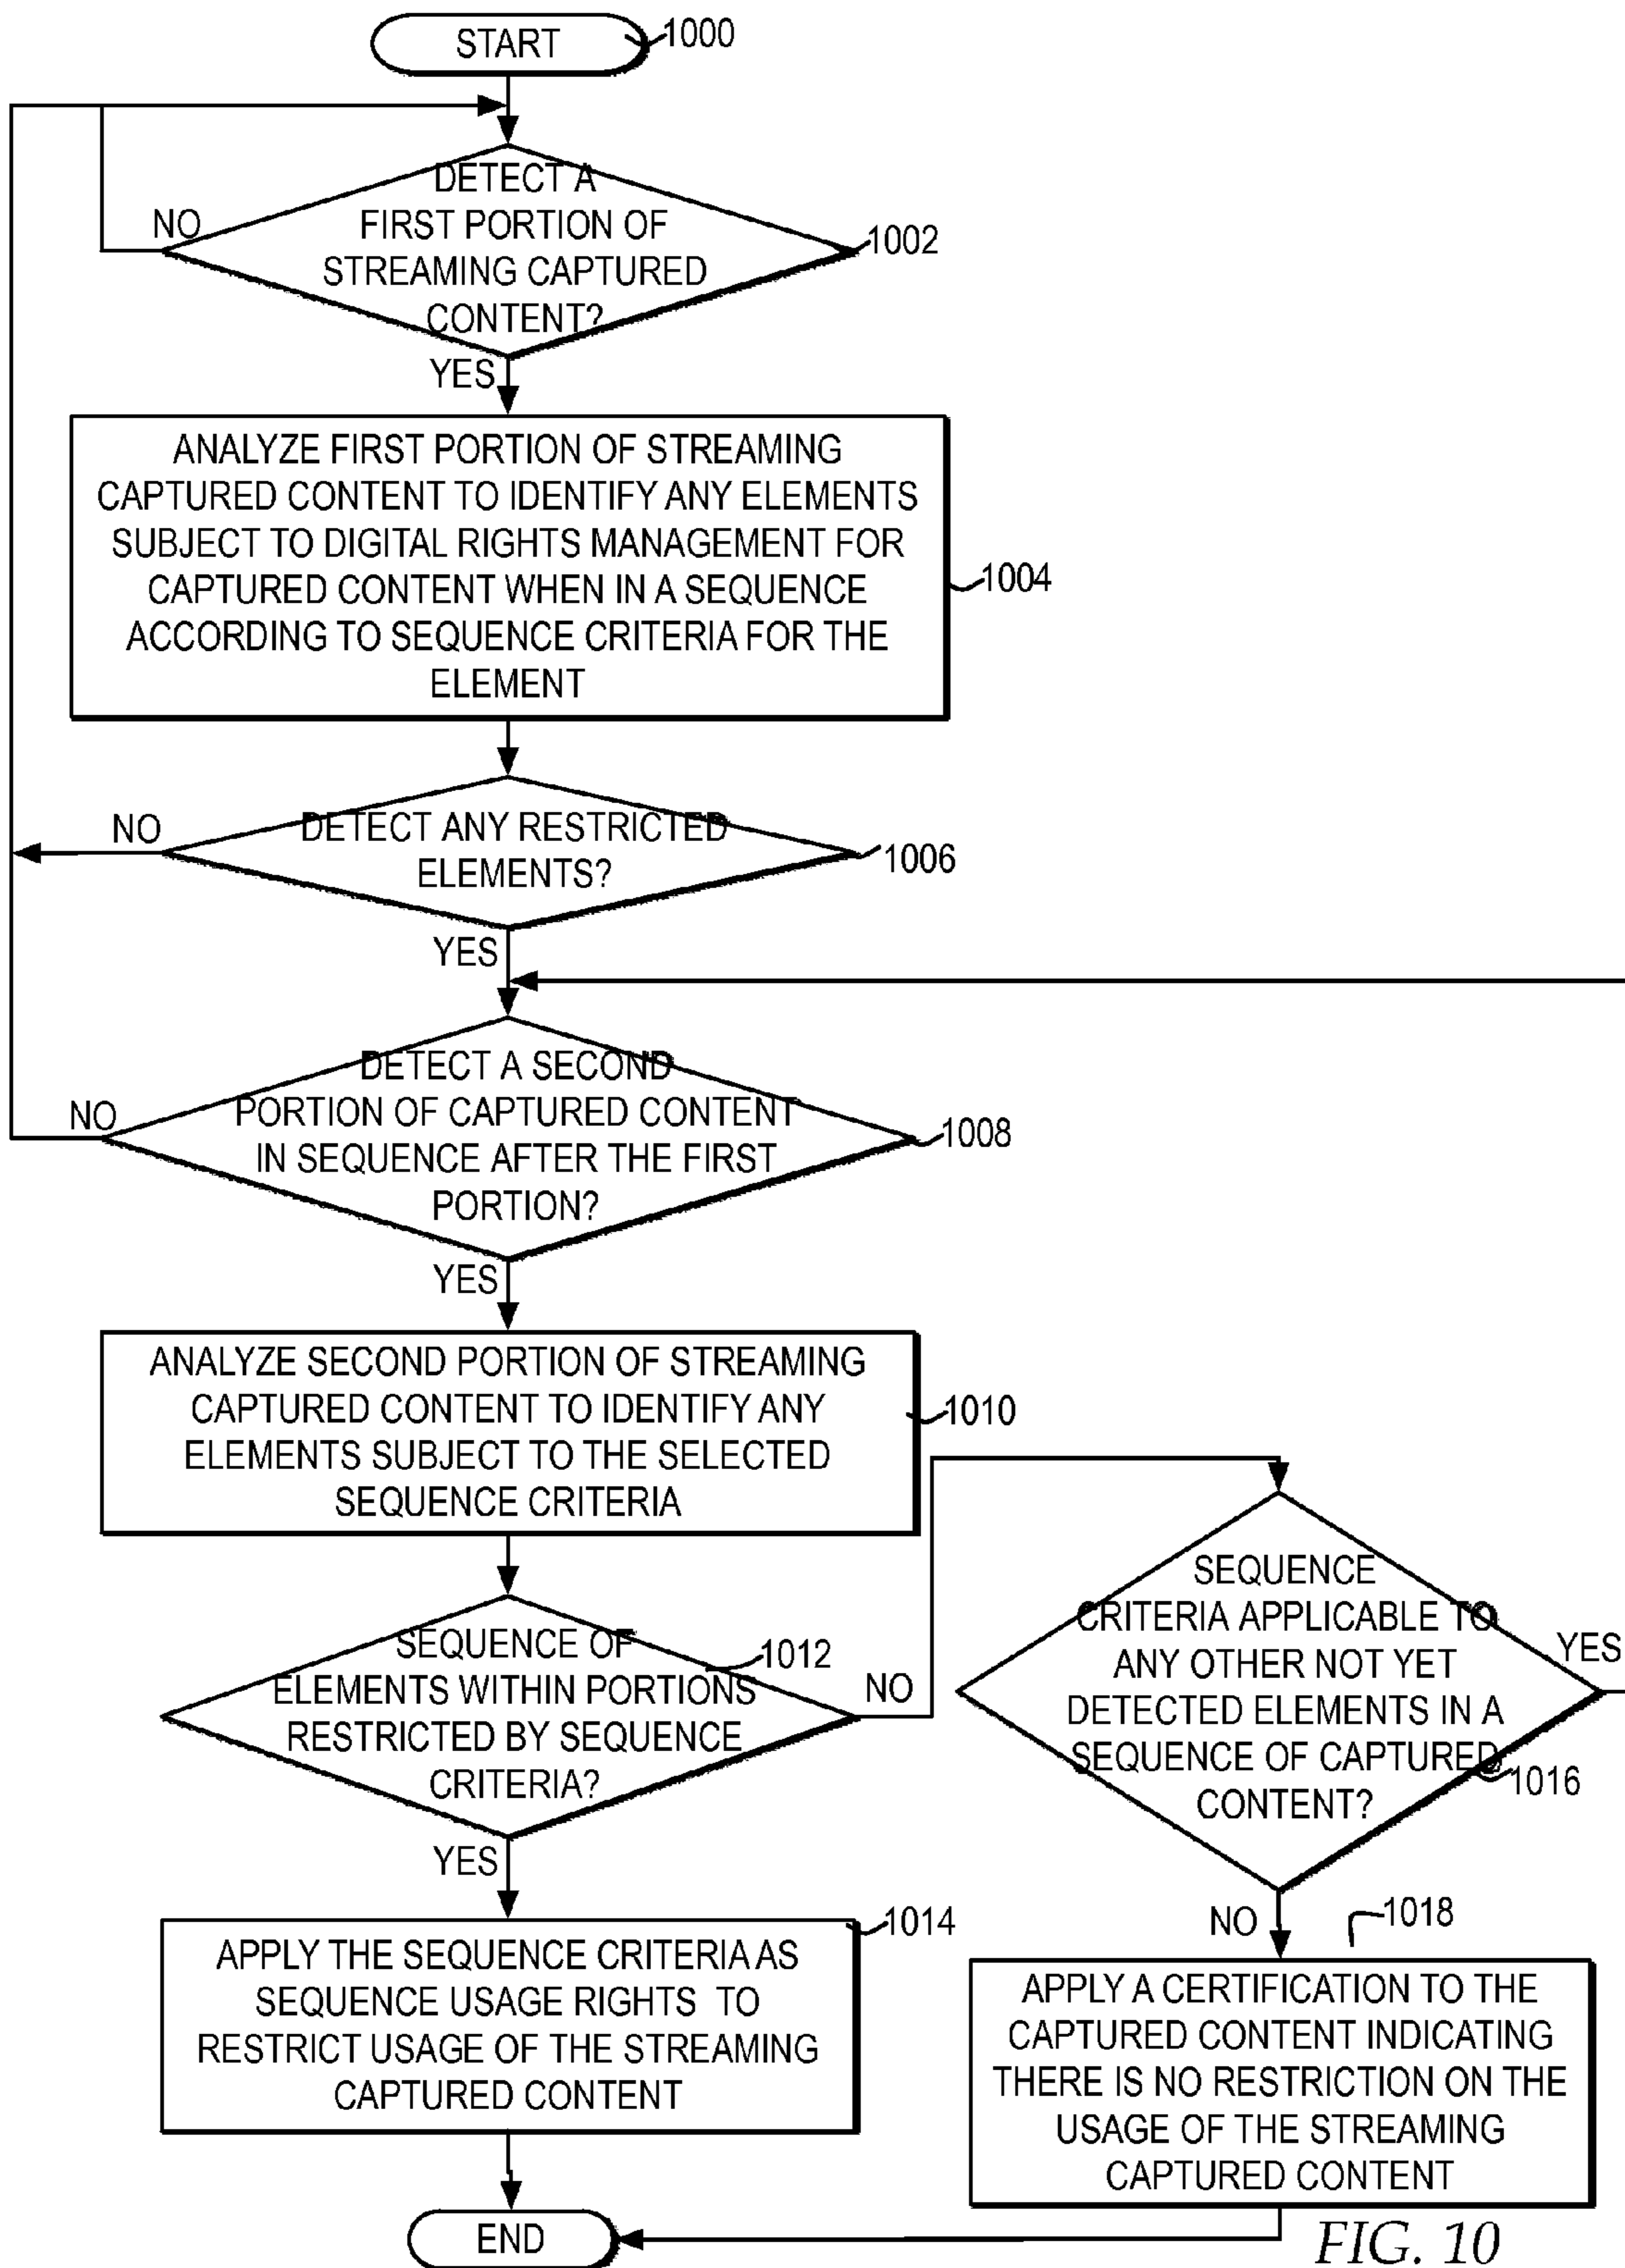 START
1000
DETECT A
FIRST PORTION OF
STREAMING CAPTURED
CONTENT?
NO
1002
YES
ANALYZE FIRST PORTION OF STREAMING
CAPTURED CONTENT TO IDENTIFY ANY ELEMENTS
SUBJECT TO DIGITAL RIGHTS MANAGEMENT FOR
CAPTURED CONTENT WHEN IN A SEQUENCE
ACCORDING TO SEQUENCE CRITERIA FOR THE
ELEMENT
1004
NO
DETECT ANY RESTRICTED
ELEMENTS?
1006
YES
DETECT A SECOND
PORTION OF CAPTURED CONTENT
IN SEQUENCE AFTER THE FIRST
PORTION?
NO
1008
YES
ANALYZE SECOND PORTION OF STREAMING
CAPTURED CONTENT TO IDENTIFY ANY
ELEMENTS SUBJECT TO THE SELECTED
SEQUENCE CRITERIA
1010
SEQUENCE OF
ELEMENTS WITHIN PORTIONS
RESTRICTED BY SEQUENCE
CRITERIA?
1012
NO
YES
SEQUENCE
CRITERIA APPLICABLE TO
ANY OTHER NOT YET
DETECTED ELEMENTS IN A
SEQUENCE OF CAPTURED
CONTENT?
YES
1016
NO
APPLY THE SEQUENCE CRITERIA AS
SEQUENCE USAGE RIGHTS TO
RESTRICT USAGE OF THE STREAMING
CAPTURED CONTENT
1014
1018
APPLY A CERTIFICATION TO THE
CAPTURED CONTENT INDICATING
THERE IS NO RESTRICTION ON THE
USAGE OF THE STREAMING
CAPTURED CONTENT
END
FIG. 10